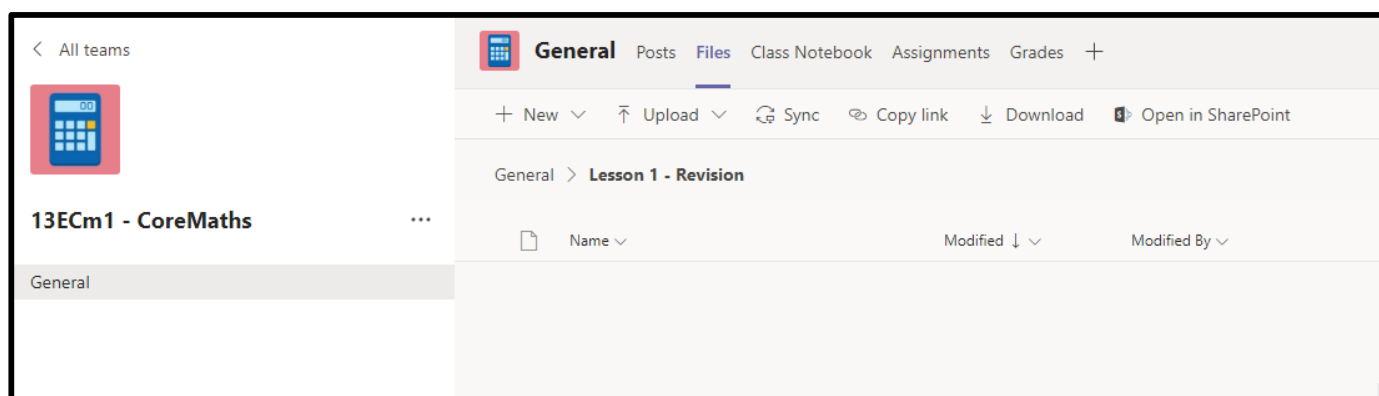 All teams
13ECm1 - CoreMaths
General
General Posts Files Class Notebook Assignments Grades
New Upload Sync Copy link Download Open in SharePoint
General > Lesson 1 - Revision
Name Modified Modified By